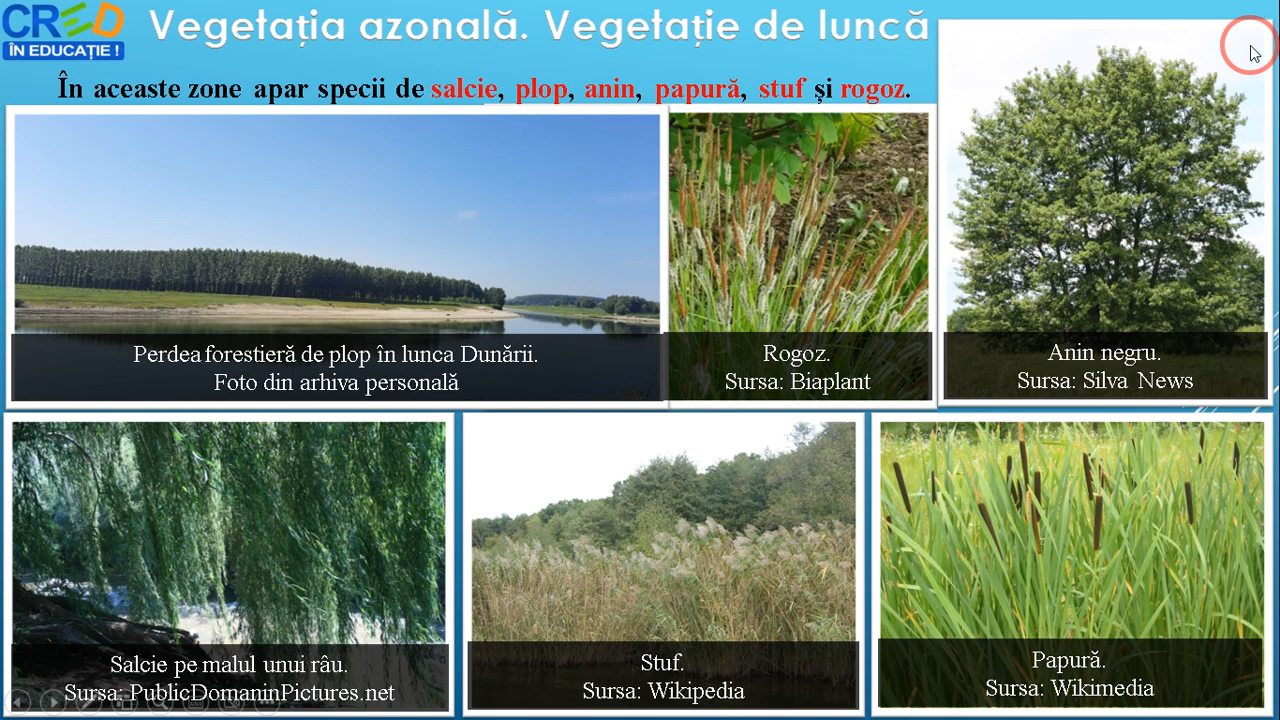 CRED
ÎN EDUCAȚIE !
Vegetația azonală. Vegetație de luncă
În aceaste zone apar specii de salcie, plop, anin, papură, stuf și rogoz.
Perdea forestieră de plop în lunca Dunării.
Foto din arhiva personală
Rogoz.
Sursa: Biaplant
Anin negru.
Sursa: Silva News
Salcie pe malul unui râu.
Sursa: PublicDomaninPictures.net
Stuf.
Sursa: Wikipedia
Papură.
Sursa: Wikimedia